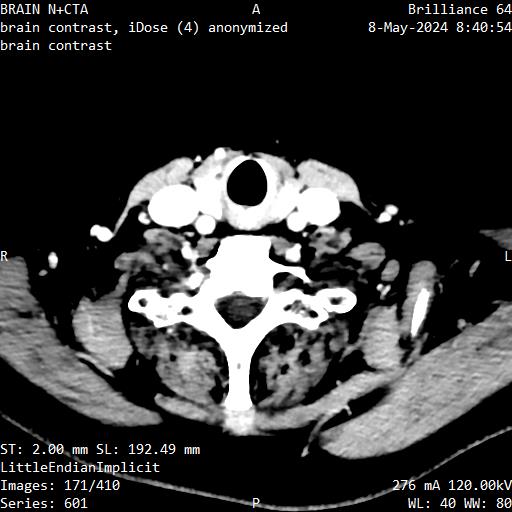 BRAIN N+CTA
brain contrast, iDose (4) anonymized
brain contrast
A
Brilliance 64
8-May-2024 8:40:54
R
L
ST: 2.00 mm SL: 192.49 mm
LittleEndianImplicit
Images: 171/410
Series: 601
P
276 mA 120.00kV
WL: 40 WW: 80